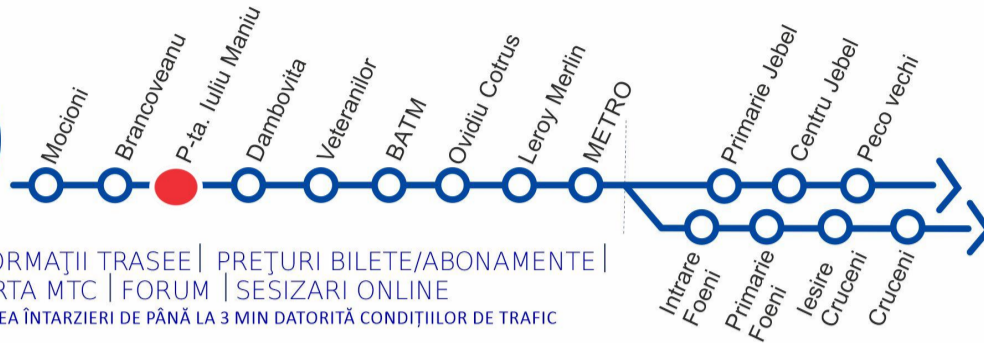 Mocioni
Brancoveanu
P-ta. Iuliu Maniu
Dambovita
Veteranilor
BATM
Ovidiu Cotrus
Leroy Merlin
METRO
Primarie Jebel
Centru Jebel
Peco vechi
Intrare
Foeni
Primarie
Foeni
Iesire
Cruceni
Cruceni
ORMAŢII TRASEE | PREŢURI BILETE/ABONAMENTE |
RTA MTC | FORUM | SESIZARI ONLINE
EA ÎNTARZIERI DE PÂNĂ LA 3 MIN DATORITĂ CONDIŢIILOR DE TRAFIC